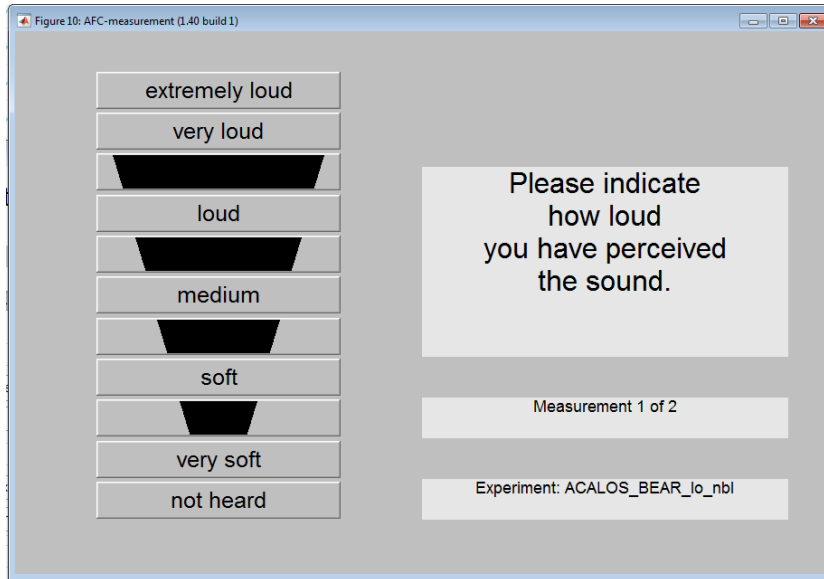 Figure 10: AFC-measurement (1.40 build 1)
extremely loud
very loud
loud
medium
soft
very soft
not heard
Please indicate
how loud
you have perceived
the sound.
Measurement 1 of 2
Experiment: ACALOS_BEAR_lo_nbl